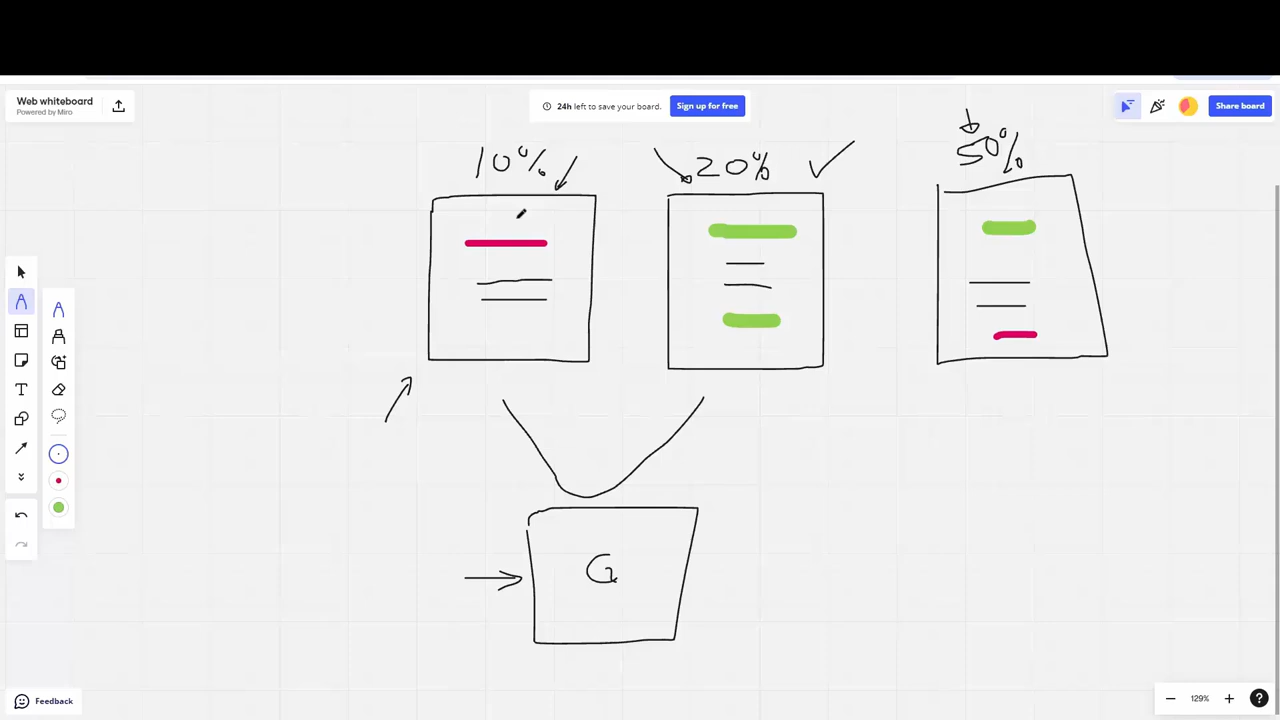 Web whiteboard
Powered by Miro
24h left to save your board.
Sign up for free
Share board
10%
20%
50%
G
Feedback
129%